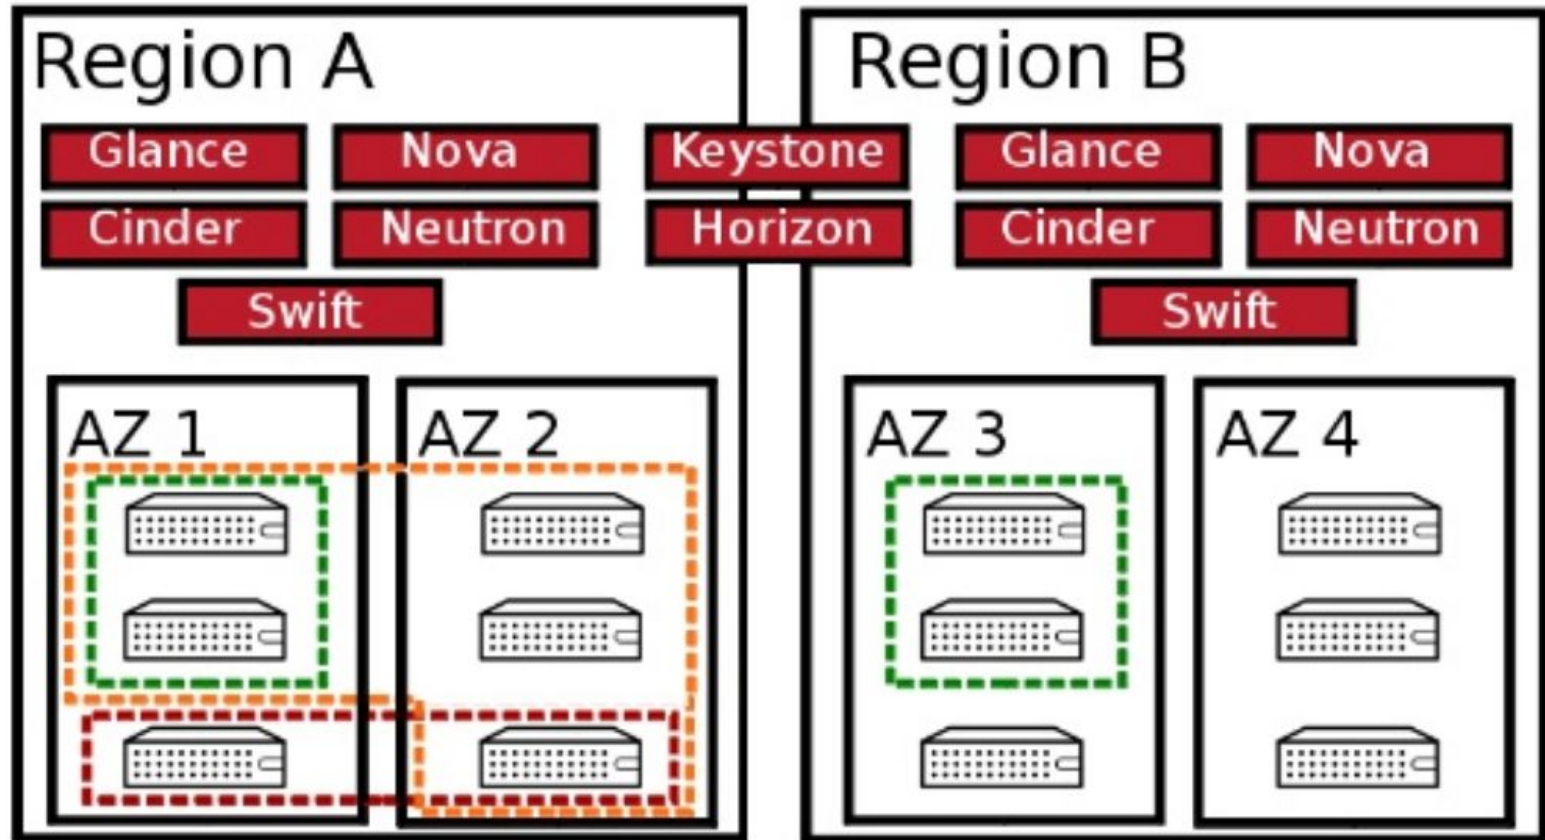 Region A
Region B
Glance
Nova
Keystone
Glance
Nova
Cinder
Neutron
Horizon
Cinder
Neutron
Swift
Swift
AZ 1
AZ 2
AZ 3
AZ 4